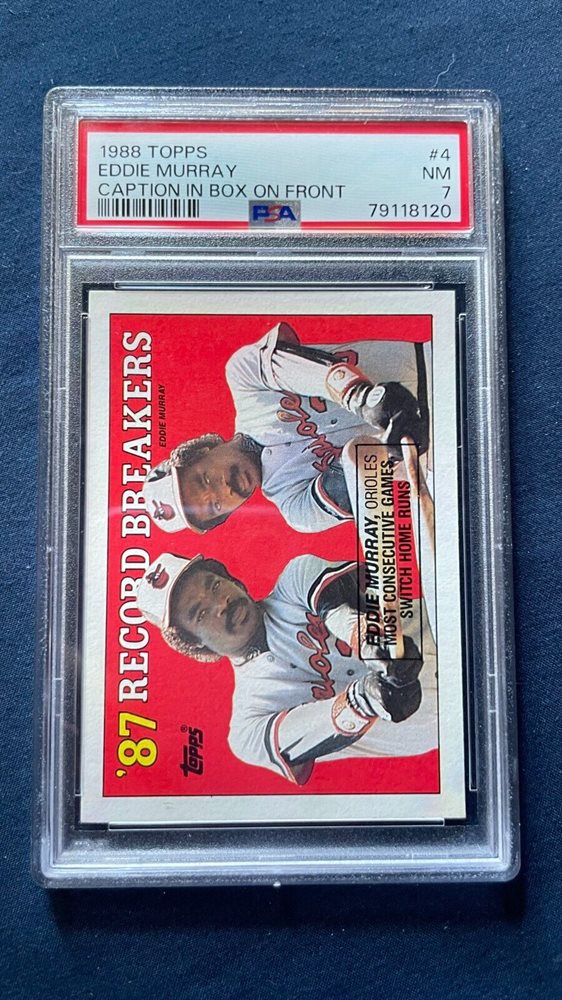 1988 TOPPS #4
EDDIE MURRAY NM
CAPTION IN BOX ON FRONT 7
PSA 79118120
'87 RECORD BREAKERS
EDDIE MURRAY
Topps®
EDDIE MURRAY, ORIOLES
MOST CONSECUTIVE GAMES,
SWITCH HOME RUNS